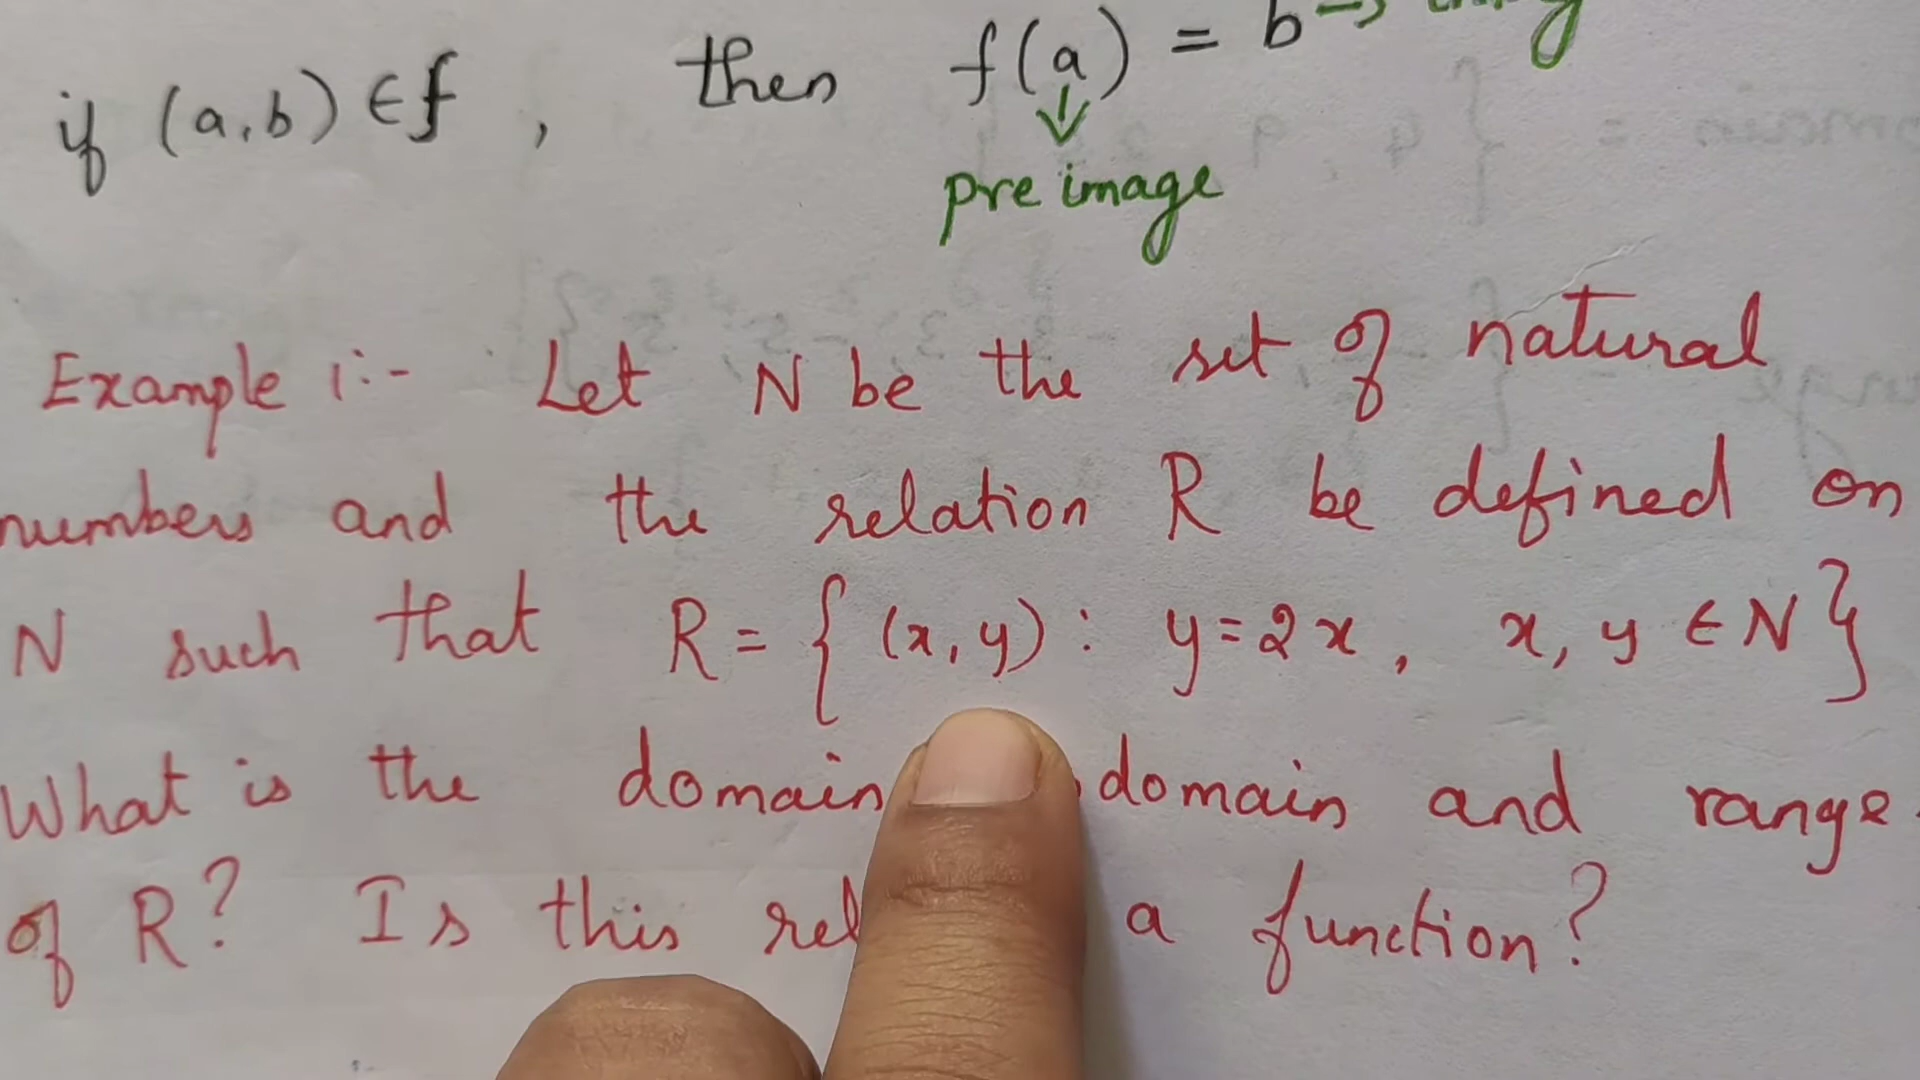 if (a,b) ∈ f , then f(a) = b →
pre image
Example 1:- Let N be the set of natural
numbers and the relation R be defined on
N such that R = { (x,y) : y=2x, x, y ∈ N }
What is the domain domain and range
of R? Is this rel a function?